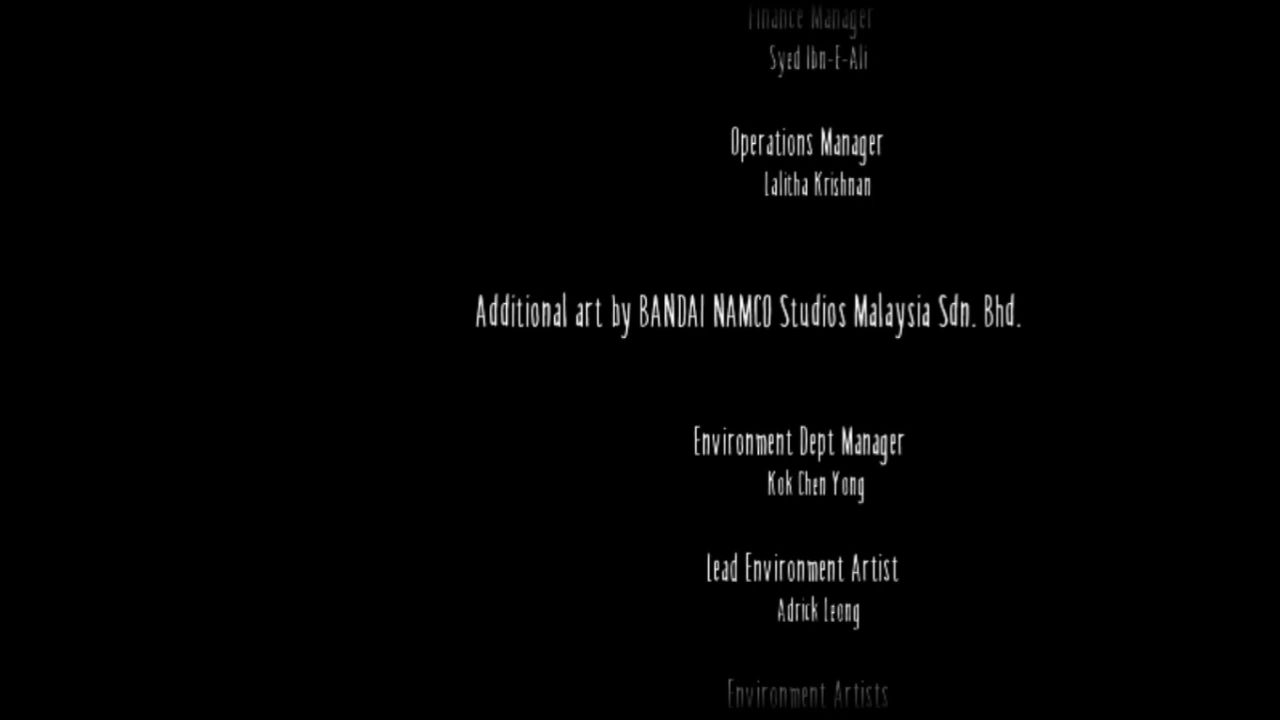 Finance Manager
Syed Ibn-E-Ali
Operations Manager
Lalitha Krishnan
Additional art by BANDAI NAMCO Studios Malaysia Sdn. Bhd.
Environment Dept Manager
Kok Chen Yong
Lead Environment Artist
Adrick Leong
Environment Artists